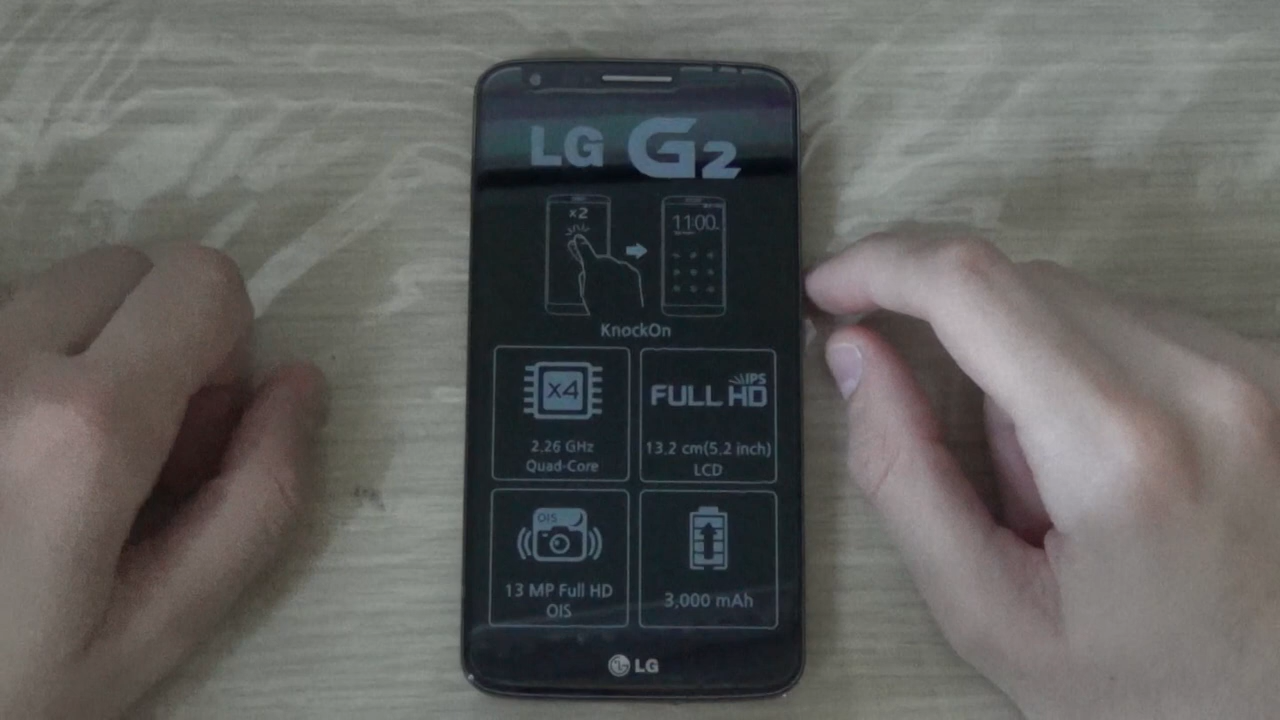 LG G2
x2
11:00
KnockOn
x4
2.26 GHz
Quad-Core
IPS
FULL HD
13.2 cm(5.2 inch)
LCD
OIS
13 MP Full HD
OIS
3,000 mAh
LG